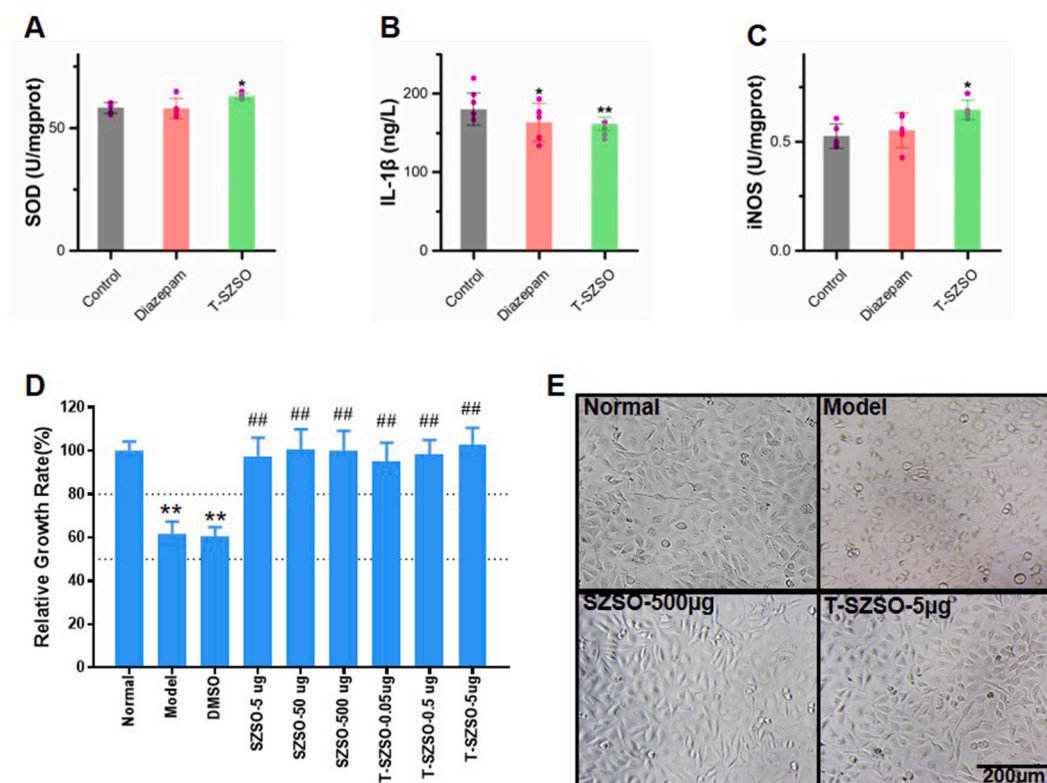 A
SOD (U/mgprot)
50
0
*
Control
Diazepam
T-SZSO
B
IL-1β (ng/L)
200
100
0
*
**
Control
Diazepam
T-SZSO
C
iNOS (U/mgprot)
0.5
0.0
*
Control
Diazepam
T-SZSO
D
Relative Growth Rate(%)
120
100
80
60
40
20
0
**
**
##
##
##
##
##
##
Normal
Model
DMSO
SZSO-5 ug
SZSO-50 ug
SZSO-500 ug
T-SZSO-0.05ug
T-SZSO-0.5 ug
T-SZSO-5ug
E
Normal
Model
SZSO-500µg
T-SZSO-5µg
200um